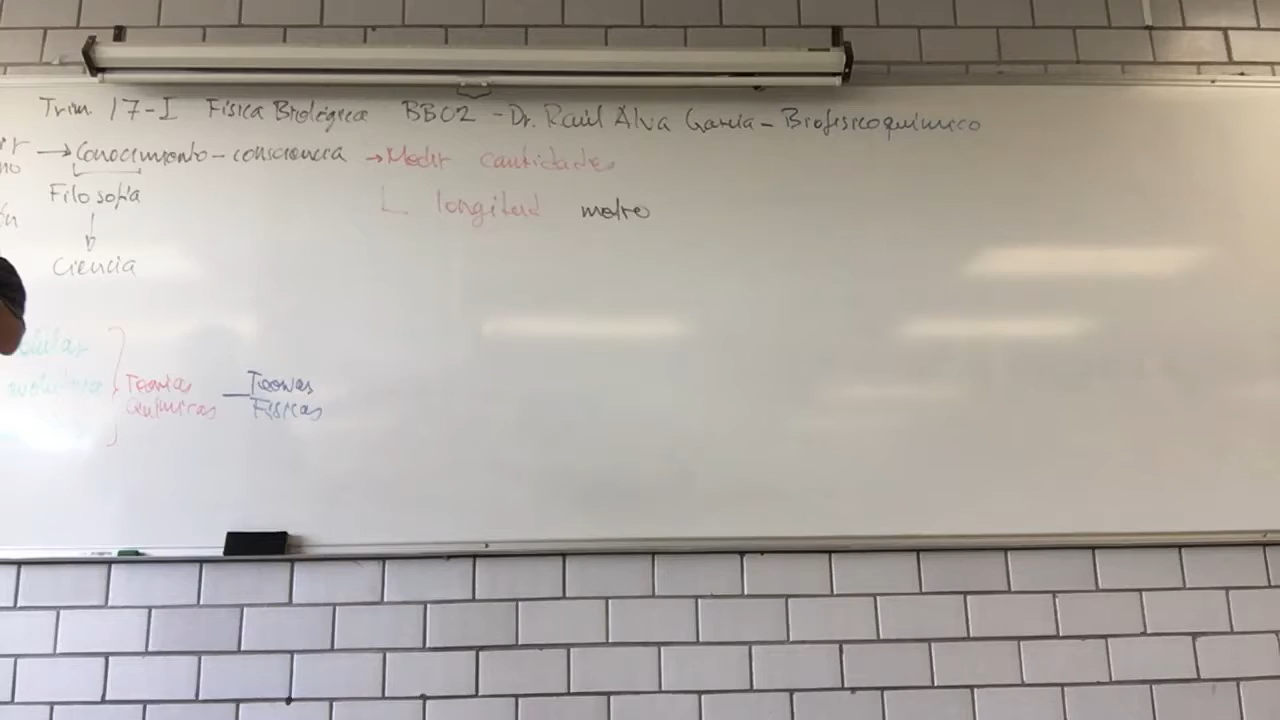 Trim. 17-I Física Biológica BB02 - Dr. Raúl Alva García - Biofisicoquímico
→ Conocimiento - consciencia → Medir cantidades
Filosofía
longitud metro
Ciencia
Teorías
Químicas
Teorías
Físicas